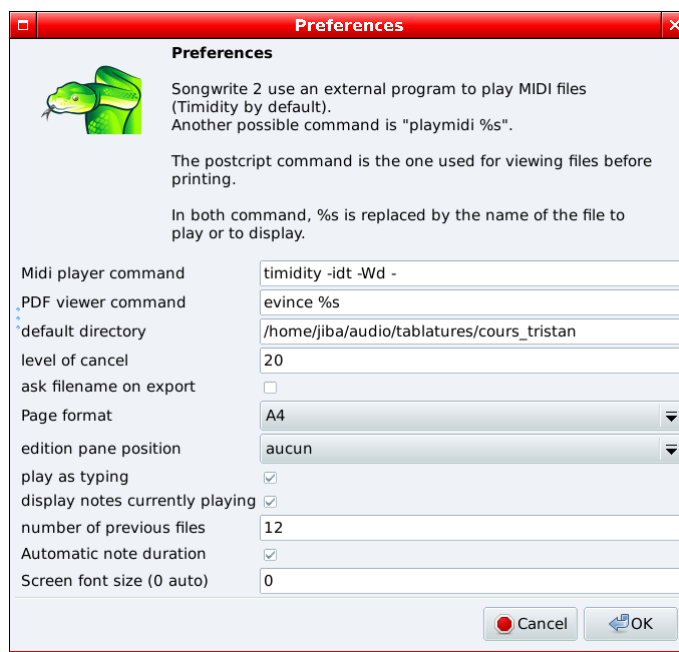 Preferences
Preferences
Songwrite 2 use an external program to play MIDI files
(Timidity by default).
Another possible command is "playmidi %s".
The postcript command is the one used for viewing files before
printing.
In both command, %s is replaced by the name of the file to
play or to display.
Midi player command timidity -idt -Wd -
PDF viewer command evince %s
default directory /home/jiba/audio/tablatures/cours_tristan
level of cancel 20
ask filename on export
Page format A4
edition pane position aucun
play as typing
display notes currently playing
number of previous files 12
Automatic note duration
Screen font size (0 auto) 0
Cancel OK